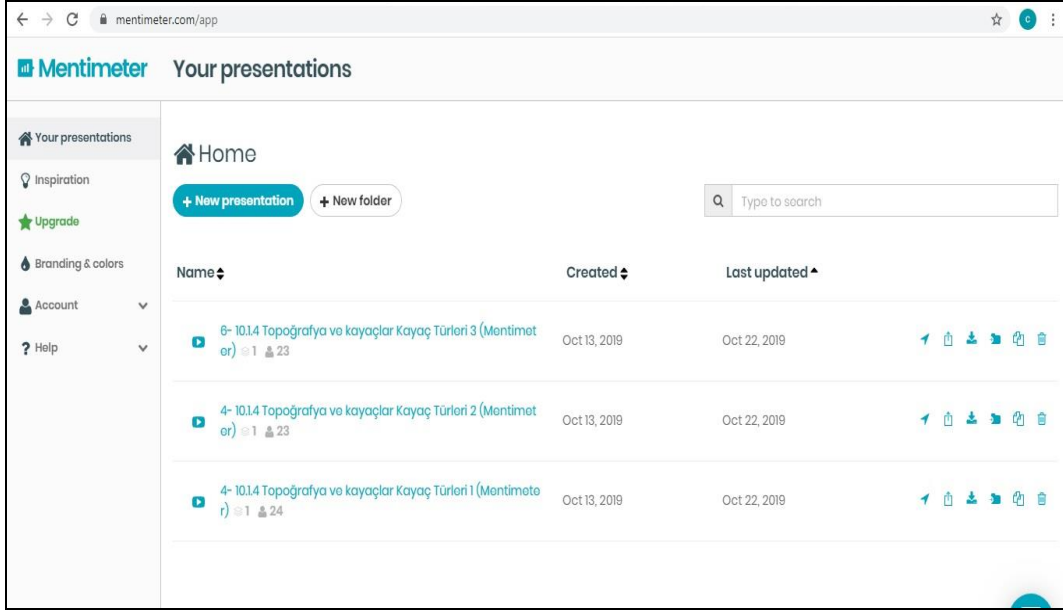 mentimeter.com/app
C
Mentimeter
Your presentations
Your presentations
Inspiration
Upgrade
Branding & colors
Account
? Help
Home
+ New presentation
+ New folder
Type to search
Name
Created
Last updated
6- 10.1.4 Topoğrafya ve kayaçlar Kayaç Türleri 3 (Mentimet
er) 1 23
Oct 13, 2019
Oct 22, 2019
4- 10.1.4 Topoğrafya ve kayaçlar Kayaç Türleri 2 (Mentimet
er) 1 23
Oct 13, 2019
Oct 22, 2019
4- 10.1.4 Topoğrafya ve kayaçlar Kayaç Türleri 1 (Mentimete
r) 1 24
Oct 13, 2019
Oct 22, 2019